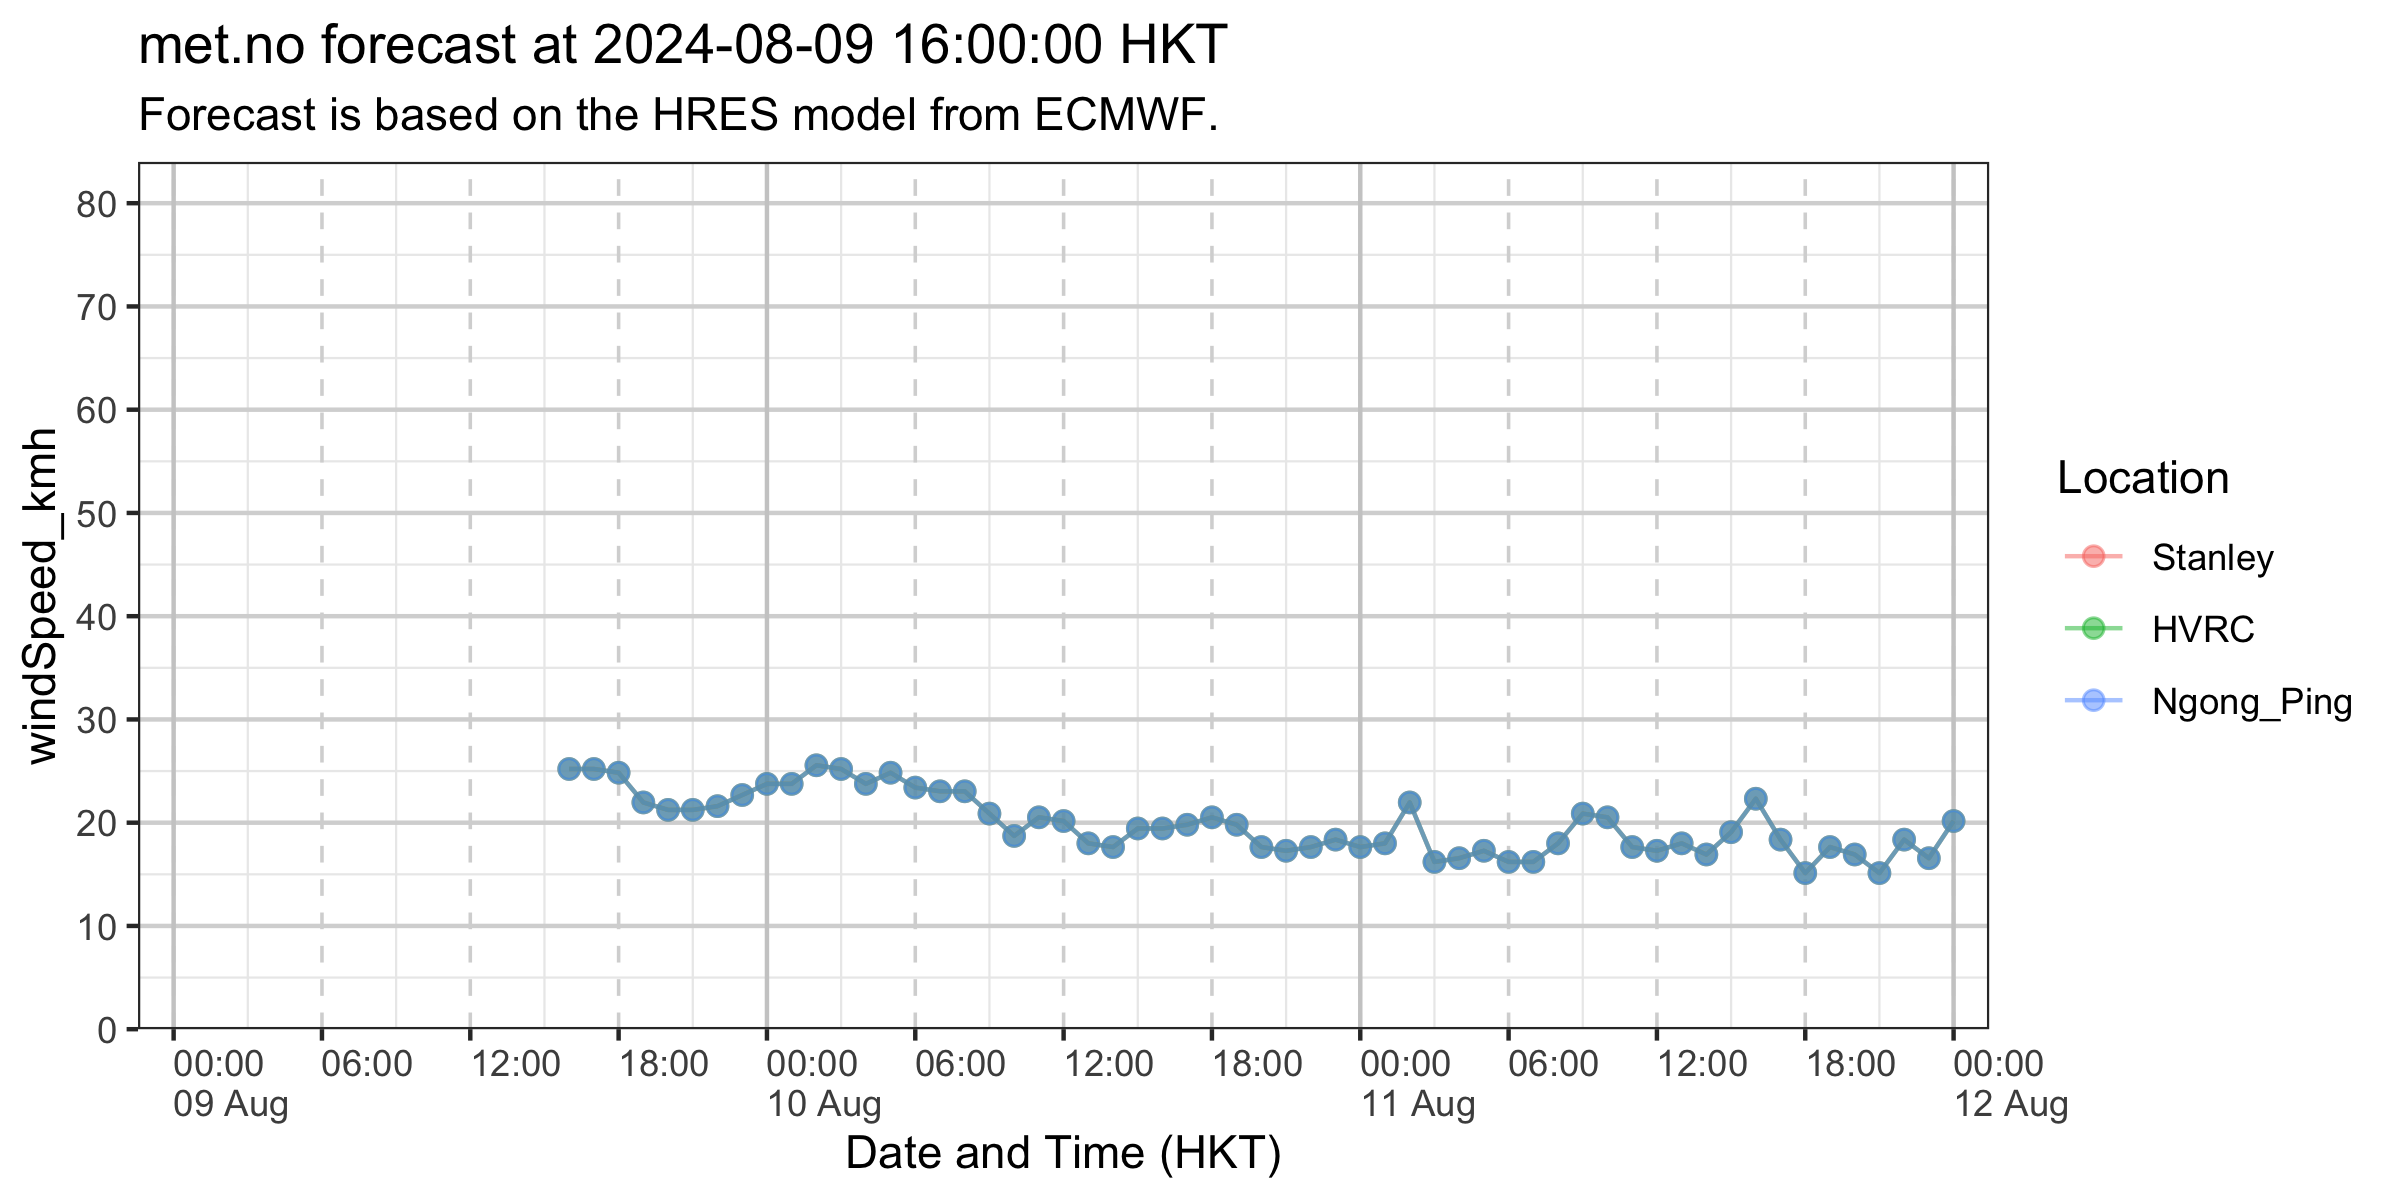 met.no forecast at 2024-08-09 16:00:00 HKT
Forecast is based on the HRES model from ECMWF.
windSpeed_kmh
80
70
60
50
40
30
20
10
0
00:00 06:00 12:00 18:00 00:00 06:00 12:00 18:00 00:00 06:00 12:00 18:00 00:00
09 Aug 10 Aug 11 Aug 12 Aug
Date and Time (HKT)
Location
Stanley
HVRC
Ngong_Ping